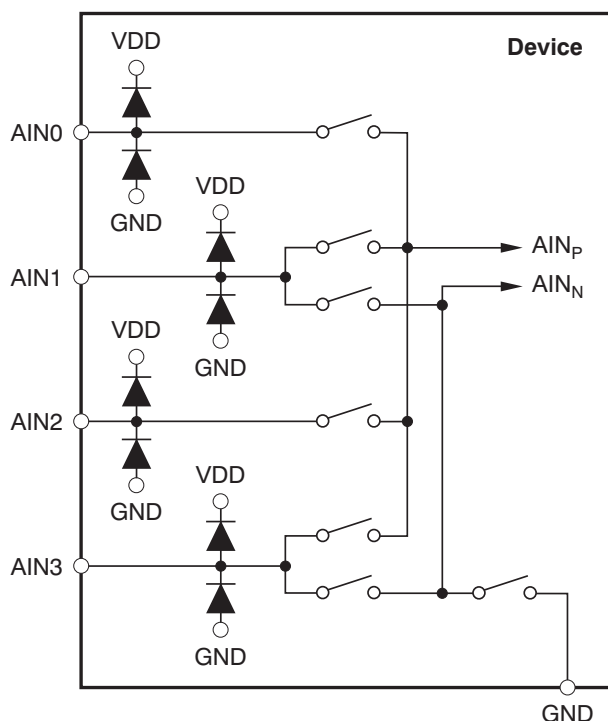 VDD
Device
AIN0
VDD
GND
AINP
AIN1
AINN
VDD
GND
AIN2
VDD
GND
AIN3
GND
GND